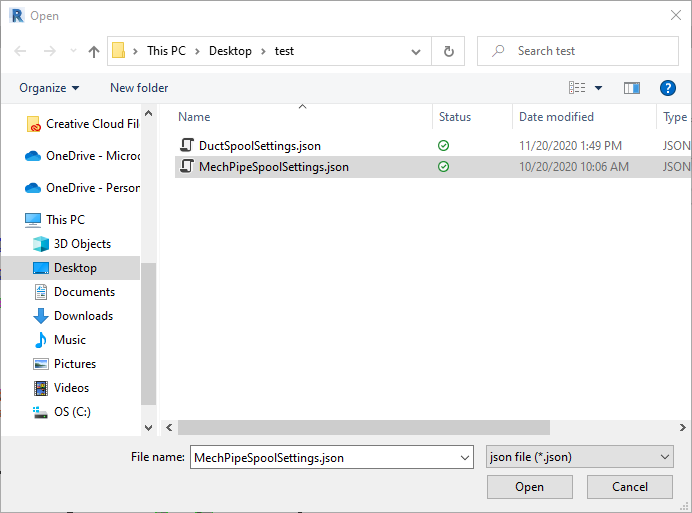 Open
This PC > Desktop > test
Search test
Organize New folder
Name Status Date modified Type
DuctSpoolSettings.json 11/20/2020 1:49 PM JSON
MechPipeSpoolSettings.json 10/20/2020 10:06 AM JSON
Creative Cloud Fil
OneDrive - Micros
OneDrive - Person
This PC
3D Objects
Desktop
Documents
Downloads
Music
Pictures
Videos
OS (C:)
File name: MechPipeSpoolSettings.json json file (*.json)
Open Cancel